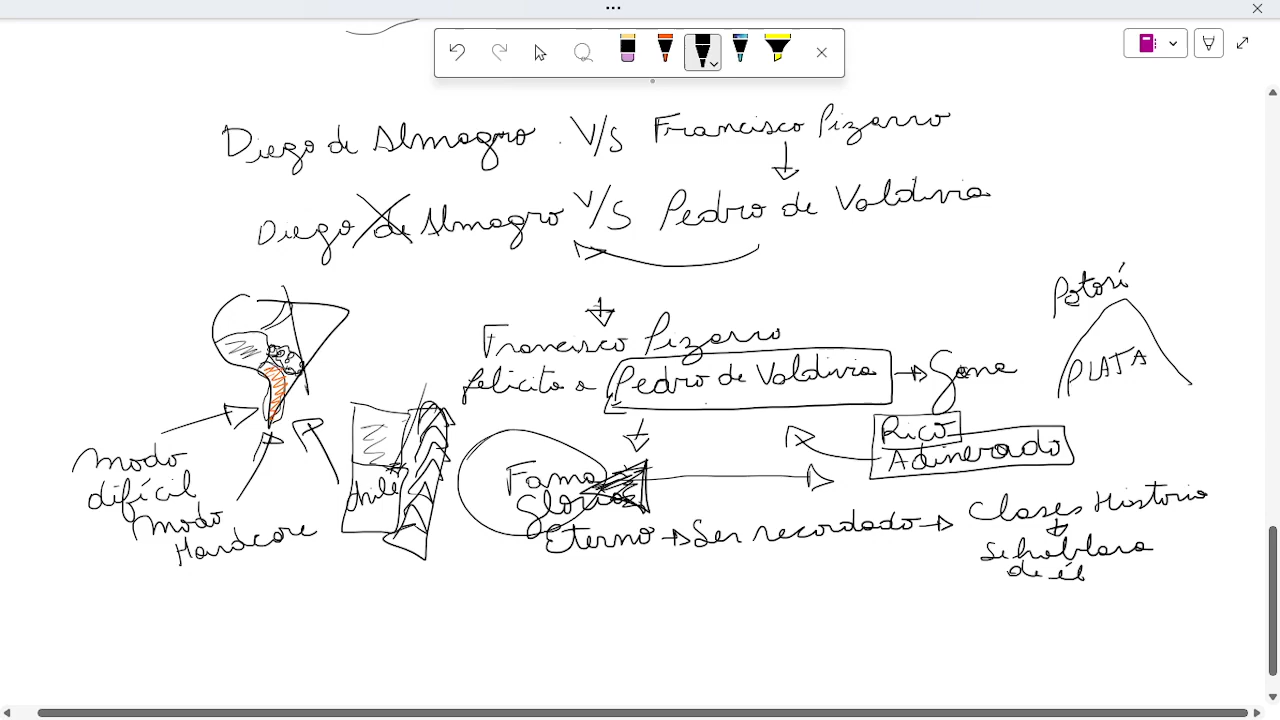 Diego de Almagro V/S Francisco Pizarro
Diego de Almagro V/S Pedro de Valdivia
Potosí
PLATA
Francisco Pizarro
felicita a Pedro de Valdivia → Gana
Rico
Adinerado
Modo
difícil
Modo
Hardcore
Chile
Fama
Gloria
Eterno → Ser recordado → Clases Historia
Se hablara
de él